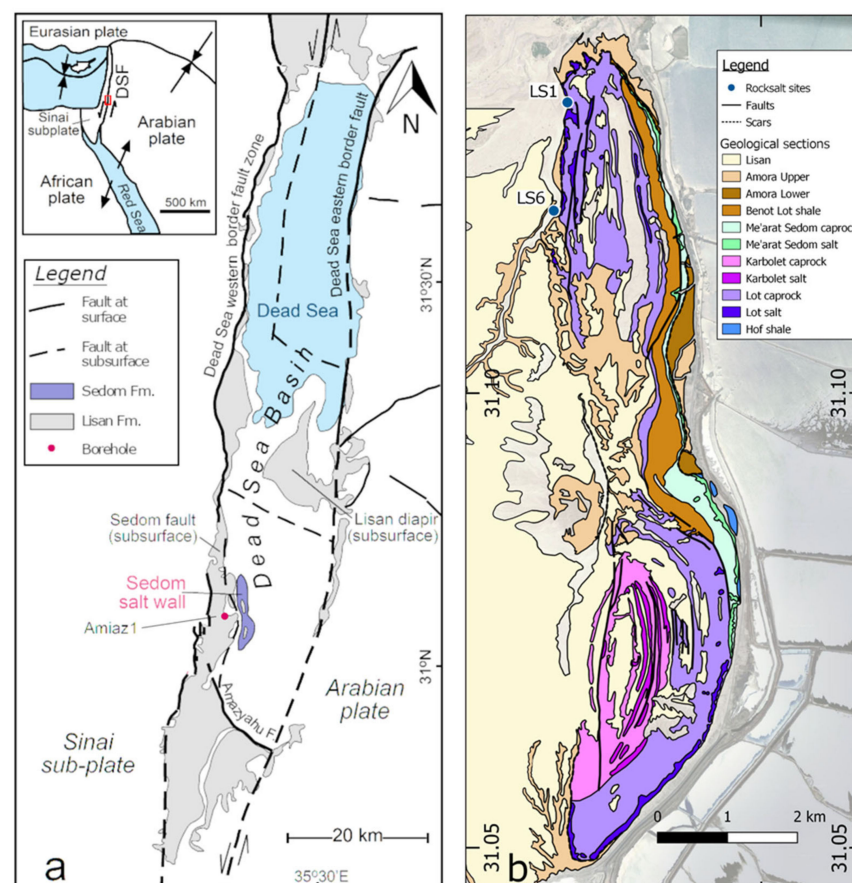 Eurasian plate
DSF
Sinai
subplate
Arabian
plate
African
plate
Red Sea
500 km
N
Dead Sea western border fault zone
Dead Sea eastern border fault
31°30'N
Legend
Fault at
surface
Fault at
subsurface
Sedom Fm.
Lisan Fm.
Borehole
Dead Sea
Dead Sea Basin
Sedom fault
(subsurface)
Lisan diapir
(subsurface)
Sedom
salt wall
Amiaz1
31°N
Amazyahu F.
Arabian
plate
Sinai
sub-plate
20 km
35°30'E
a
LS1
LS6
Legend
Rocksalt sites
Faults
Scars
Geological sections
Lisan
Amora Upper
Amora Lower
Benot Lot shale
Me'arat Sedom caproc
Me'arat Sedom salt
Karbolet caprock
Karbolet salt
Lot caprock
Lot salt
Hof shale
31.10
31.10
0 1 2 km
31.05
31.05
b